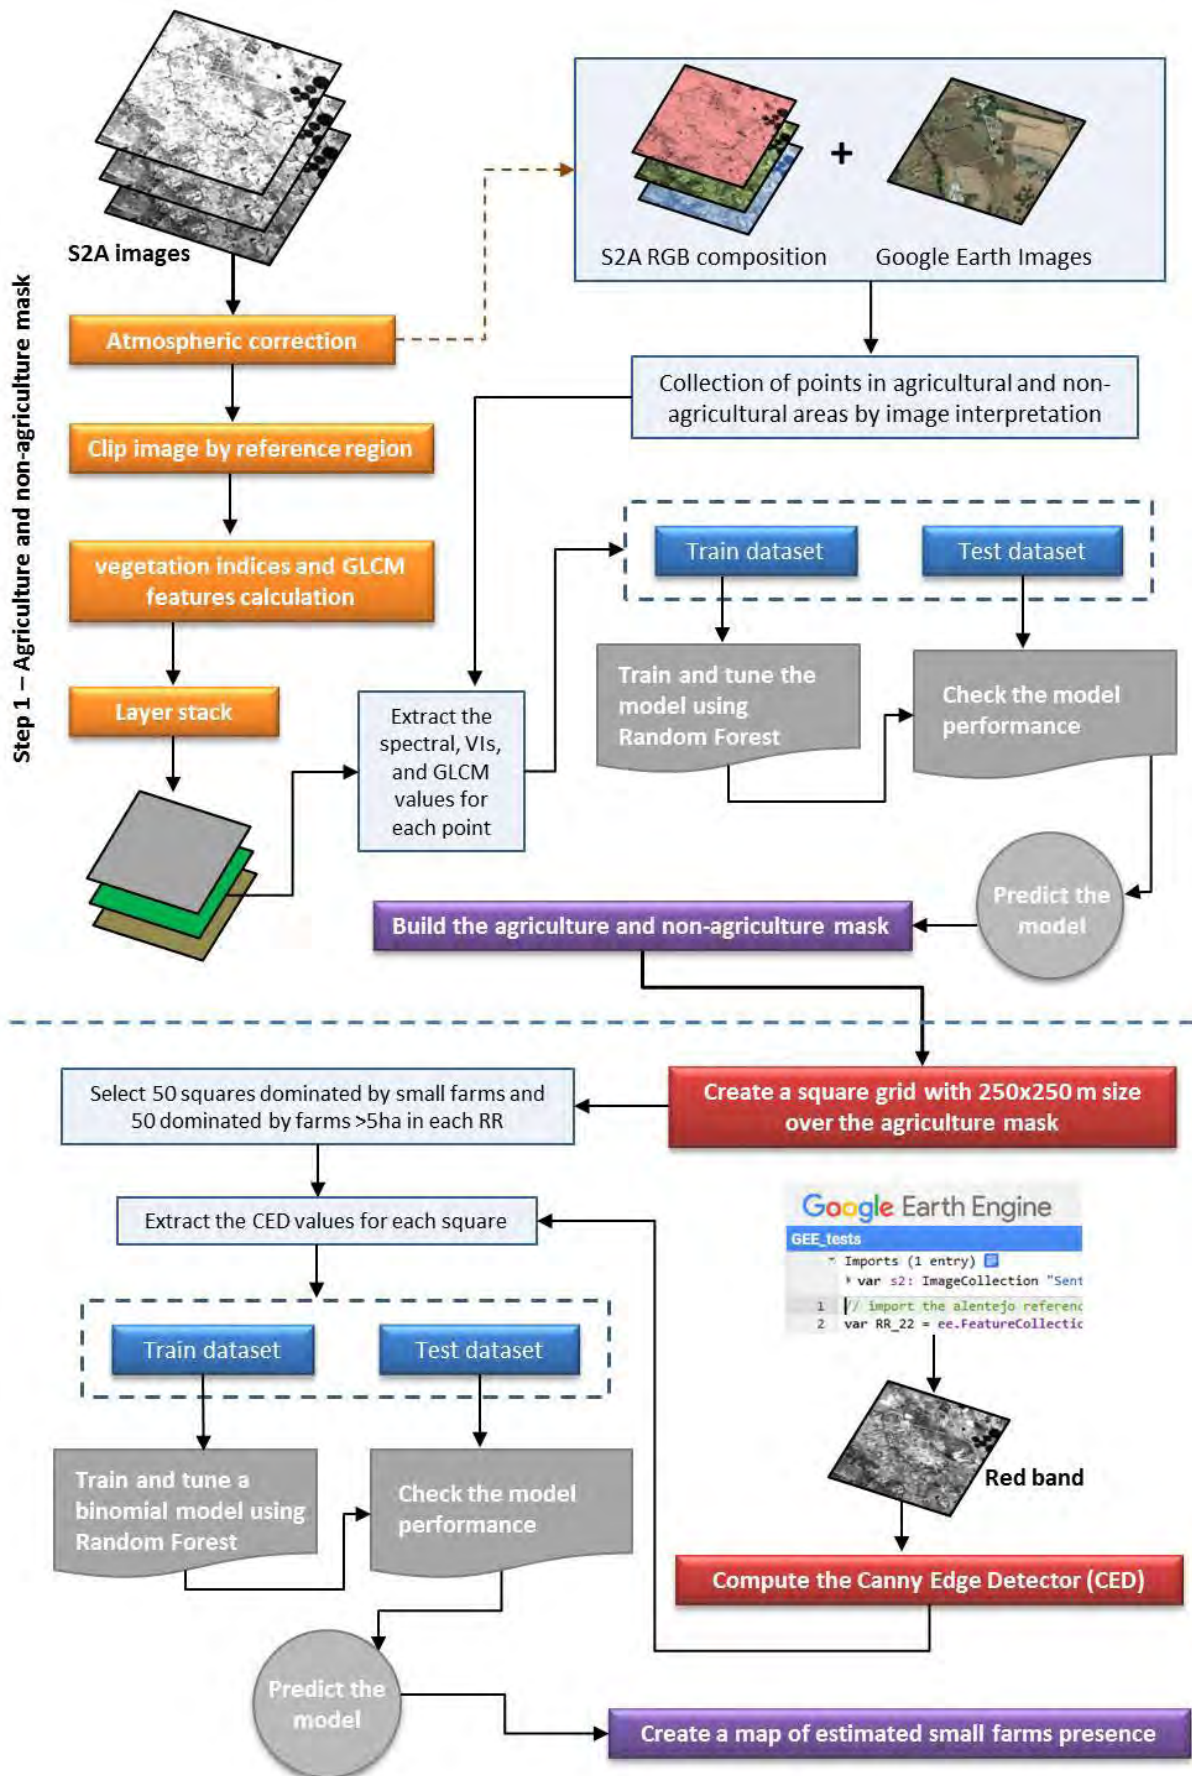 Step 1 – Agriculture and non-agriculture mask
S2A images
S2A RGB composition
Google Earth Images
Atmospheric correction
Collection of points in agricultural and non-
agricultural areas by image interpretation
Clip image by reference region
vegetation indices and GLCM
features calculation
Layer stack
Extract the
spectral, VIs,
and GLCM
values for
each point
Train dataset
Test dataset
Train and tune the
model using
Random Forest
Check the model
performance
Predict the
model
Build the agriculture and non-agriculture mask
Create a square grid with 250x250 m size
over the agriculture mask
Select 50 squares dominated by small farms and
50 dominated by farms >5ha in each RR
Extract the CED values for each square
Google Earth Engine
GEE_tests
Imports (1 entry)
var s2: ImageCollection "Sent
1 // import the alentejo referenc
2 var RR_22 = ee.FeatureCollectic
Red band
Compute the Canny Edge Detector (CED)
Train dataset
Test dataset
Train and tune a
binomial model using
Random Forest
Check the model
performance
Predict the
model
Create a map of estimated small farms presence